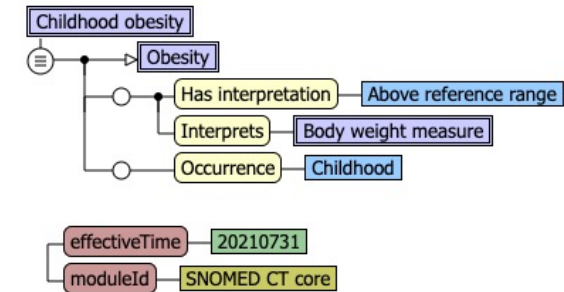 Childhood obesity
Obesity
Has interpretation Above reference range
Interprets Body weight measure
Occurrence Childhood
effectiveTime 20210731
moduleId SNOMED CT core